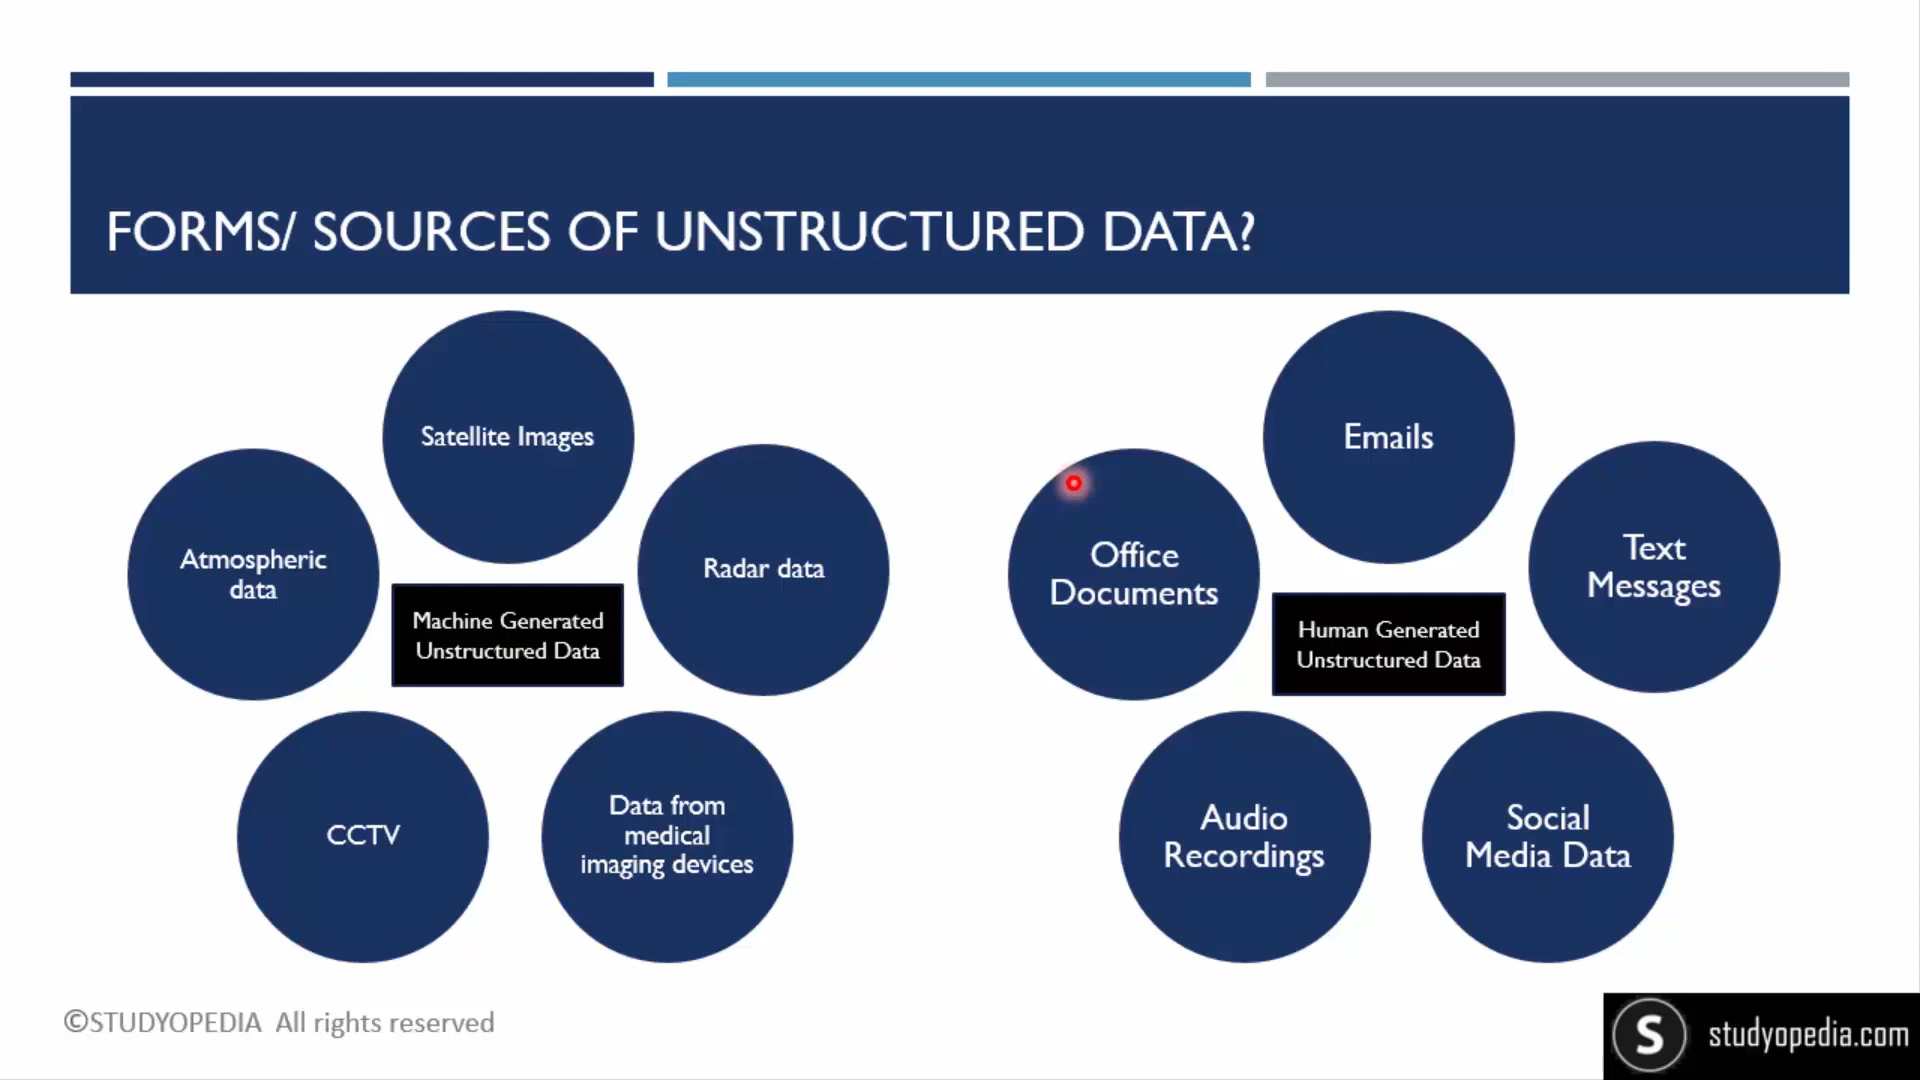 FORMS/ SOURCES OF UNSTRUCTURED DATA?
Satellite Images
Atmospheric
data
Radar data
Machine Generated
Unstructured Data
CCTV
Data from
medical
imaging devices
Emails
Office
Documents
Text
Messages
Human Generated
Unstructured Data
Audio
Recordings
Social
Media Data
©STUDYOPEDIA All rights reserved
S studyopedia.com